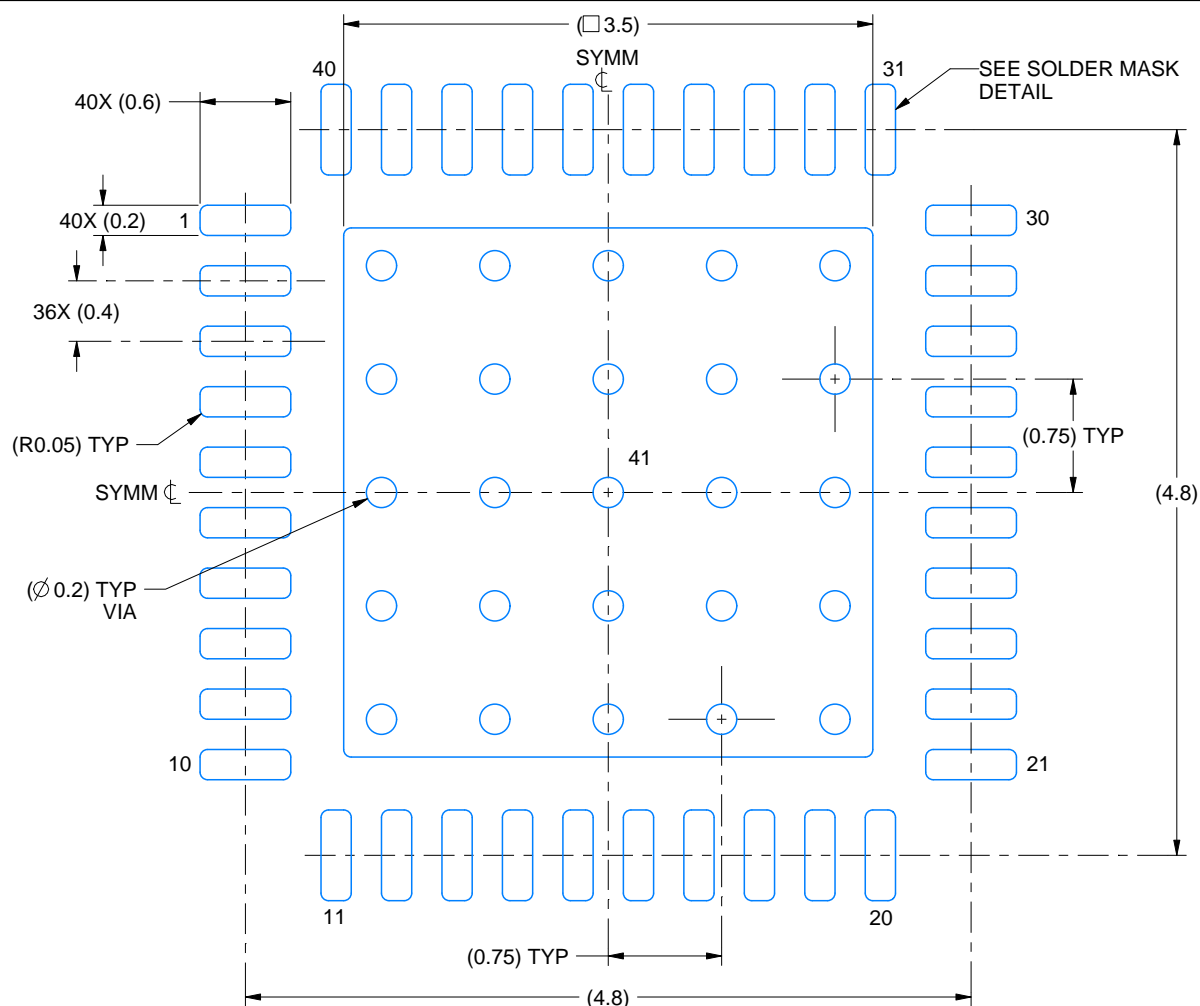 (□3.5)
SYMM
℄
40
31
SEE SOLDER MASK
DETAIL
40X (0.6)
40X (0.2)
1
30
36X (0.4)
(R0.05) TYP
(0.75) TYP
41
SYMM ℄
(4.8)
(∅0.2) TYP
VIA
10
21
11
20
(0.75) TYP
(4.8)